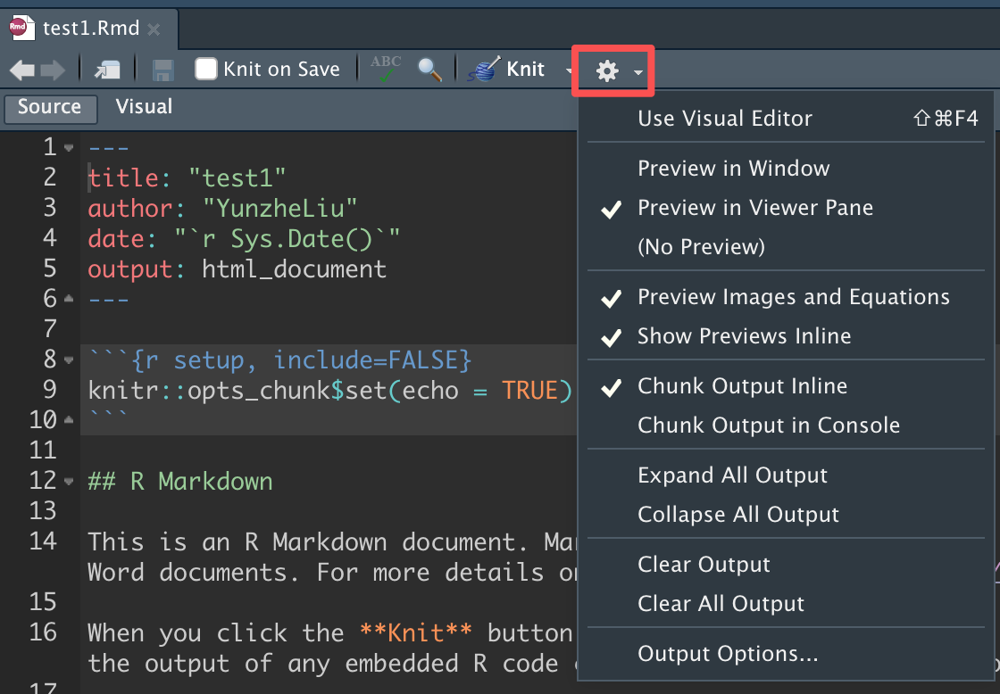 Rmd test1.Rmd
Knit on Save ABC Knit
Source Visual
1 ---
2 title: "test1"
3 author: "YunzheLiu"
4 date: "`r Sys.Date()`"
5 output: html_document
6 ---
7
8 ```{r setup, include=FALSE}
9 knitr::opts_chunk$set(echo = TRUE)
10 ```
11
12 ## R Markdown
13
14 This is an R Markdown document.
Word documents. For more details
15
16 When you click the **Knit** button
the output of any embedded R code
17
Use Visual Editor ⇧⌘F4
Preview in Window
Preview in Viewer Pane
(No Preview)
Preview Images and Equations
Show Previews Inline
Chunk Output Inline
Chunk Output in Console
Expand All Output
Collapse All Output
Clear Output
Clear All Output
Output Options...